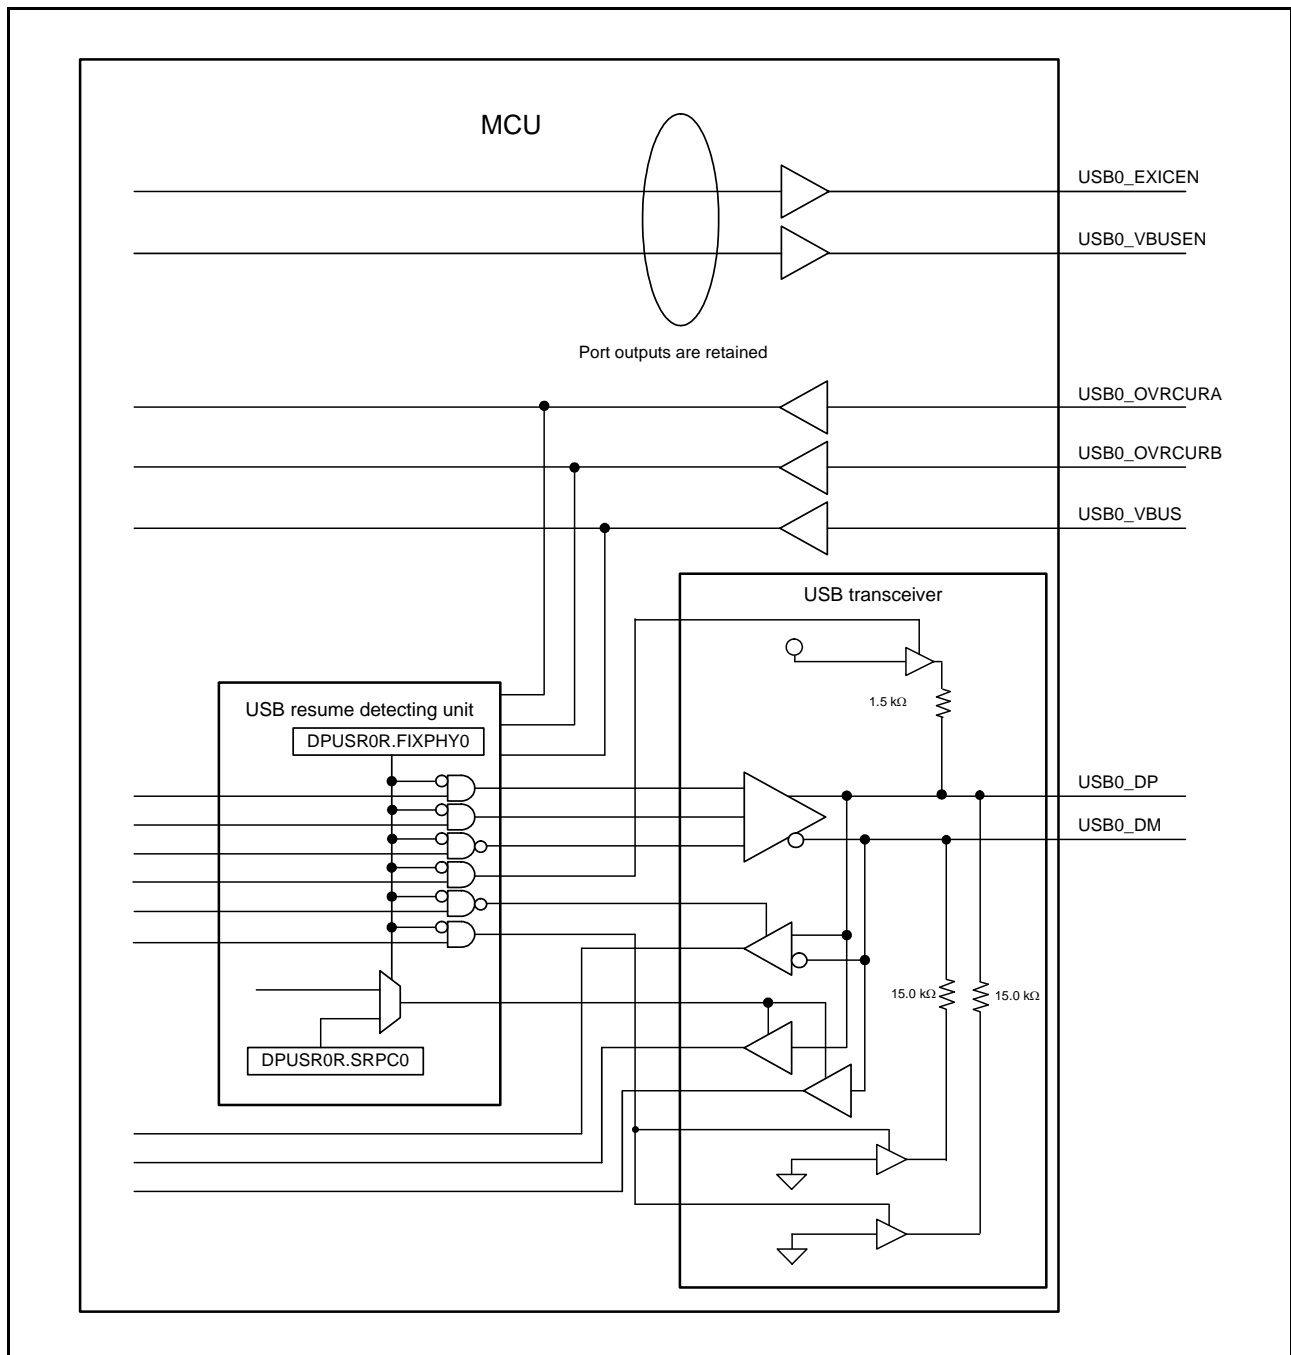 MCU
USB0_EXICEN
USB0_VBUSEN
Port outputs are retained
USB0_OVRCURA
USB0_OVRCURB
USB0_VBUS
USB transceiver
1.5 kΩ
USB resume detecting unit
DPUSR0R.FIXPHY0
USB0_DP
USB0_DM
15.0 kΩ
15.0 kΩ
DPUSR0R.SRPC0